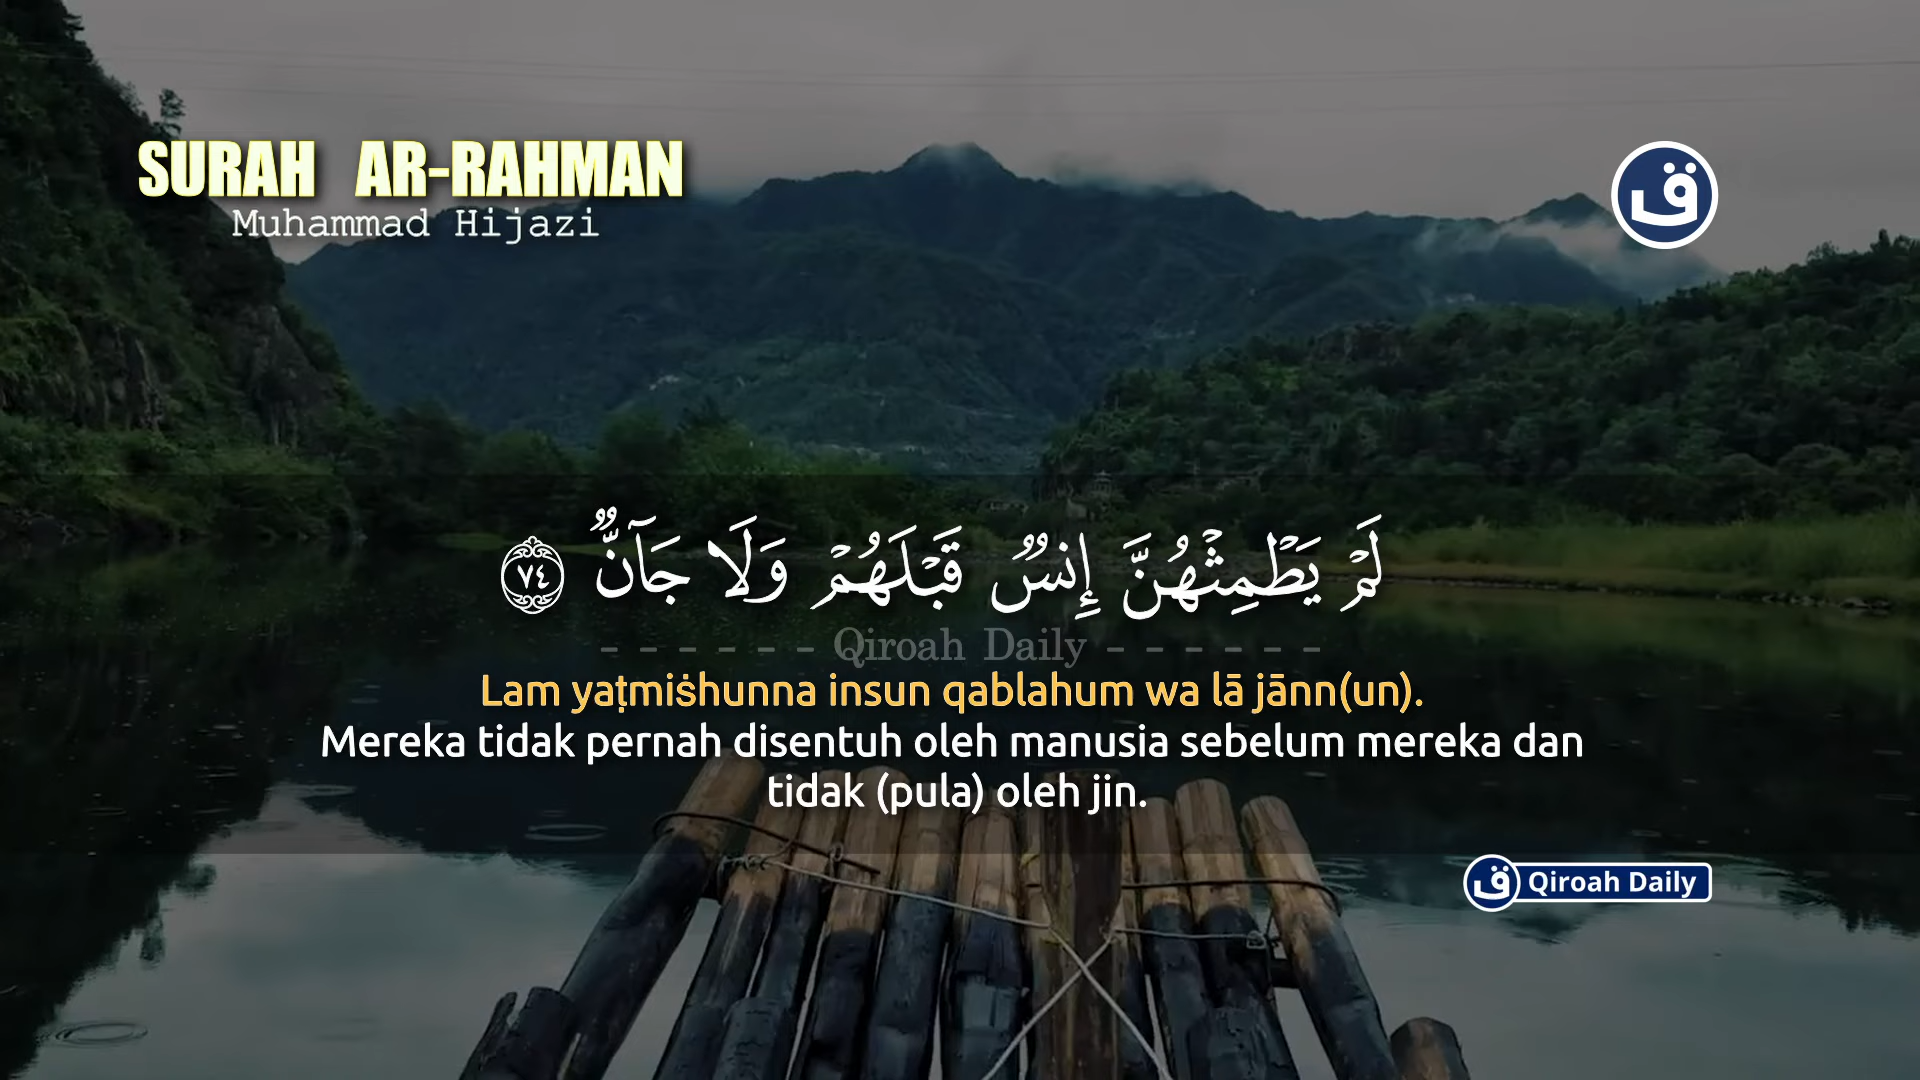 SURAH AR-RAHMAN
Muhammad Hijazi
ق
لَمْ يَطْمِثْهُنَّ إِنسٌ قَبْلَهُمْ وَلَا جَآنٌّ ٧٤
- - - - - - Qiroah Daily - - - - - -
Lam yaṭmiṡhunna insun qablahum wa lā jānn(un).
Mereka tidak pernah disentuh oleh manusia sebelum mereka dan
tidak (pula) oleh jin.
ق Qiroah Daily